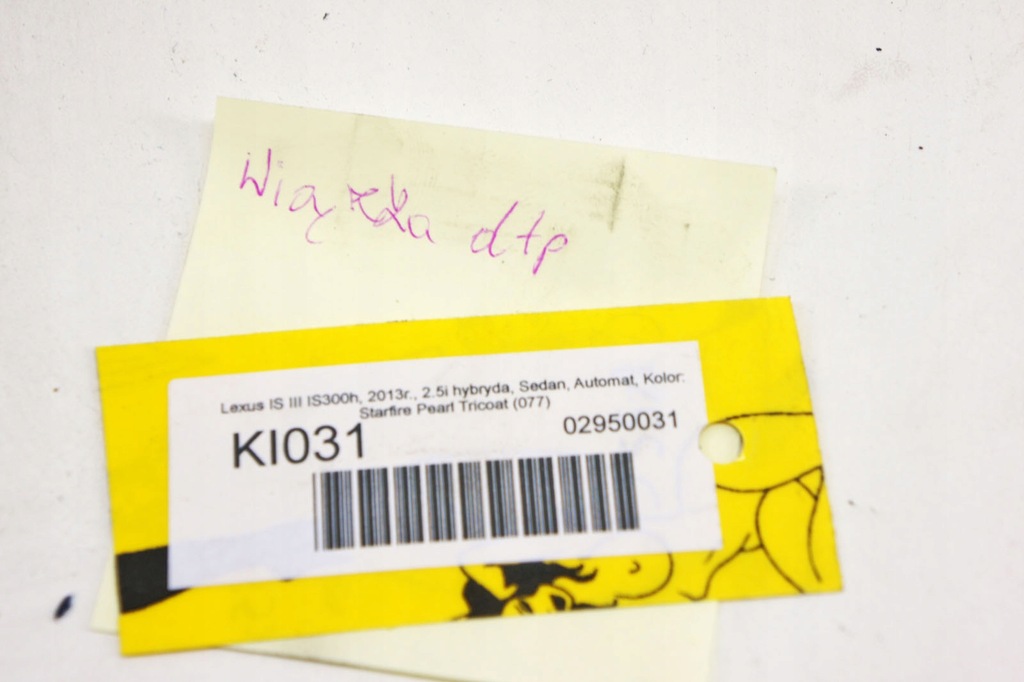 Wiązka dtp
Lexus IS III IS300h, 2013r., 2.5i hybryda, Sedan, Automat, Kolor:
Starfire Pearl Tricoat (077)
KI031
02950031